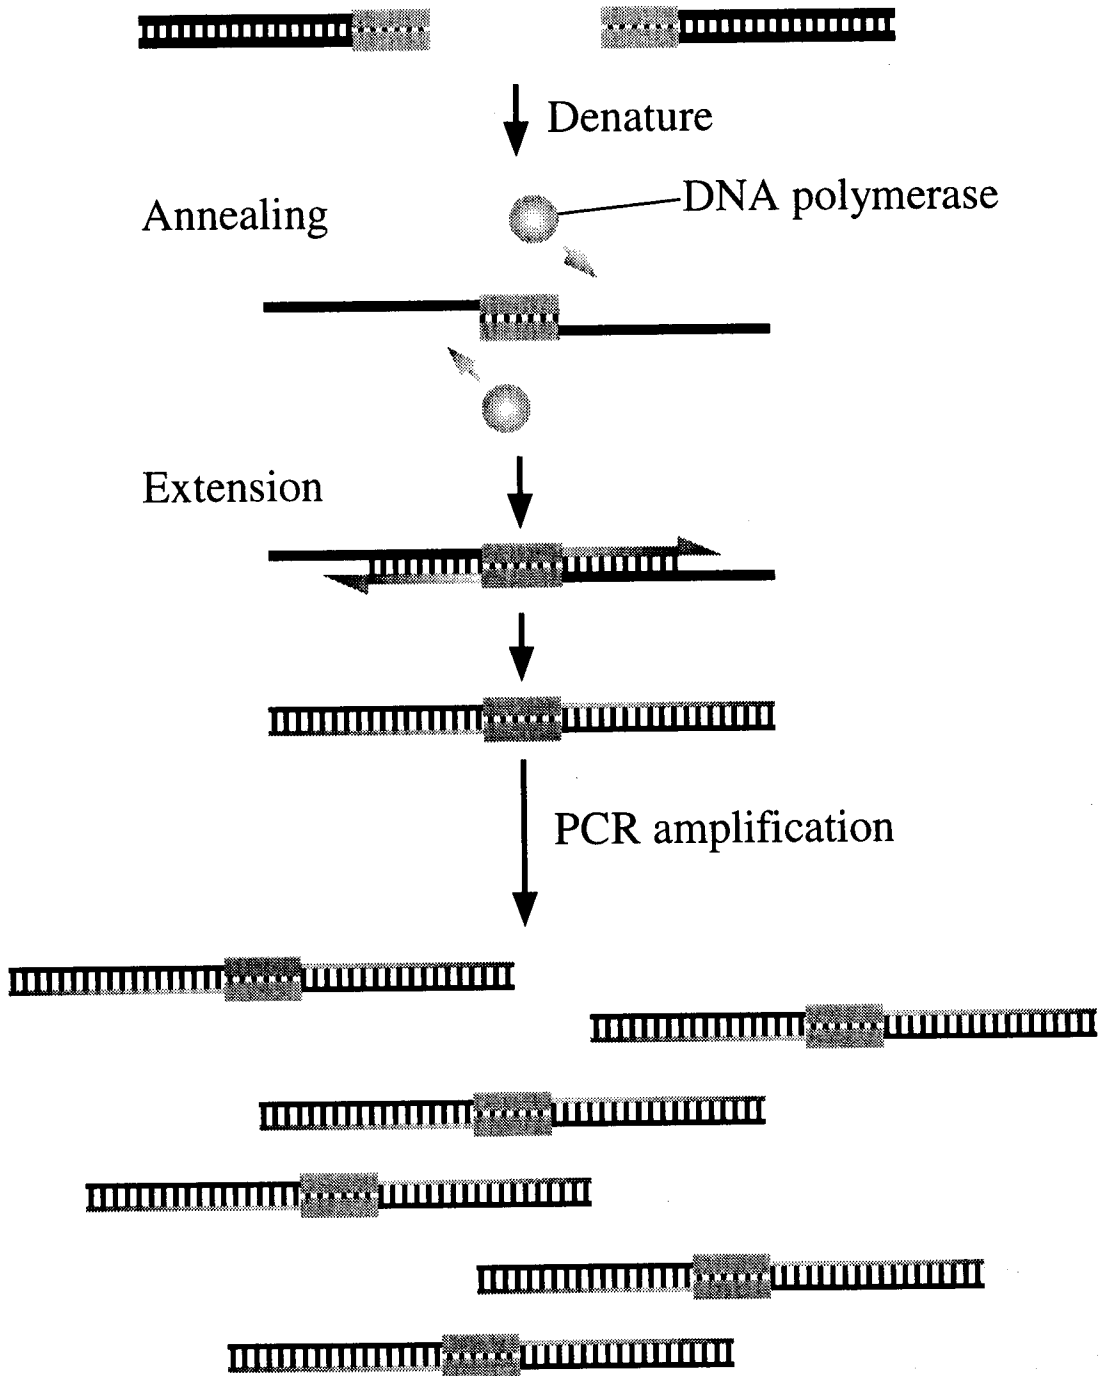 Denature
DNA polymerase
Annealing
Extension
PCR amplification